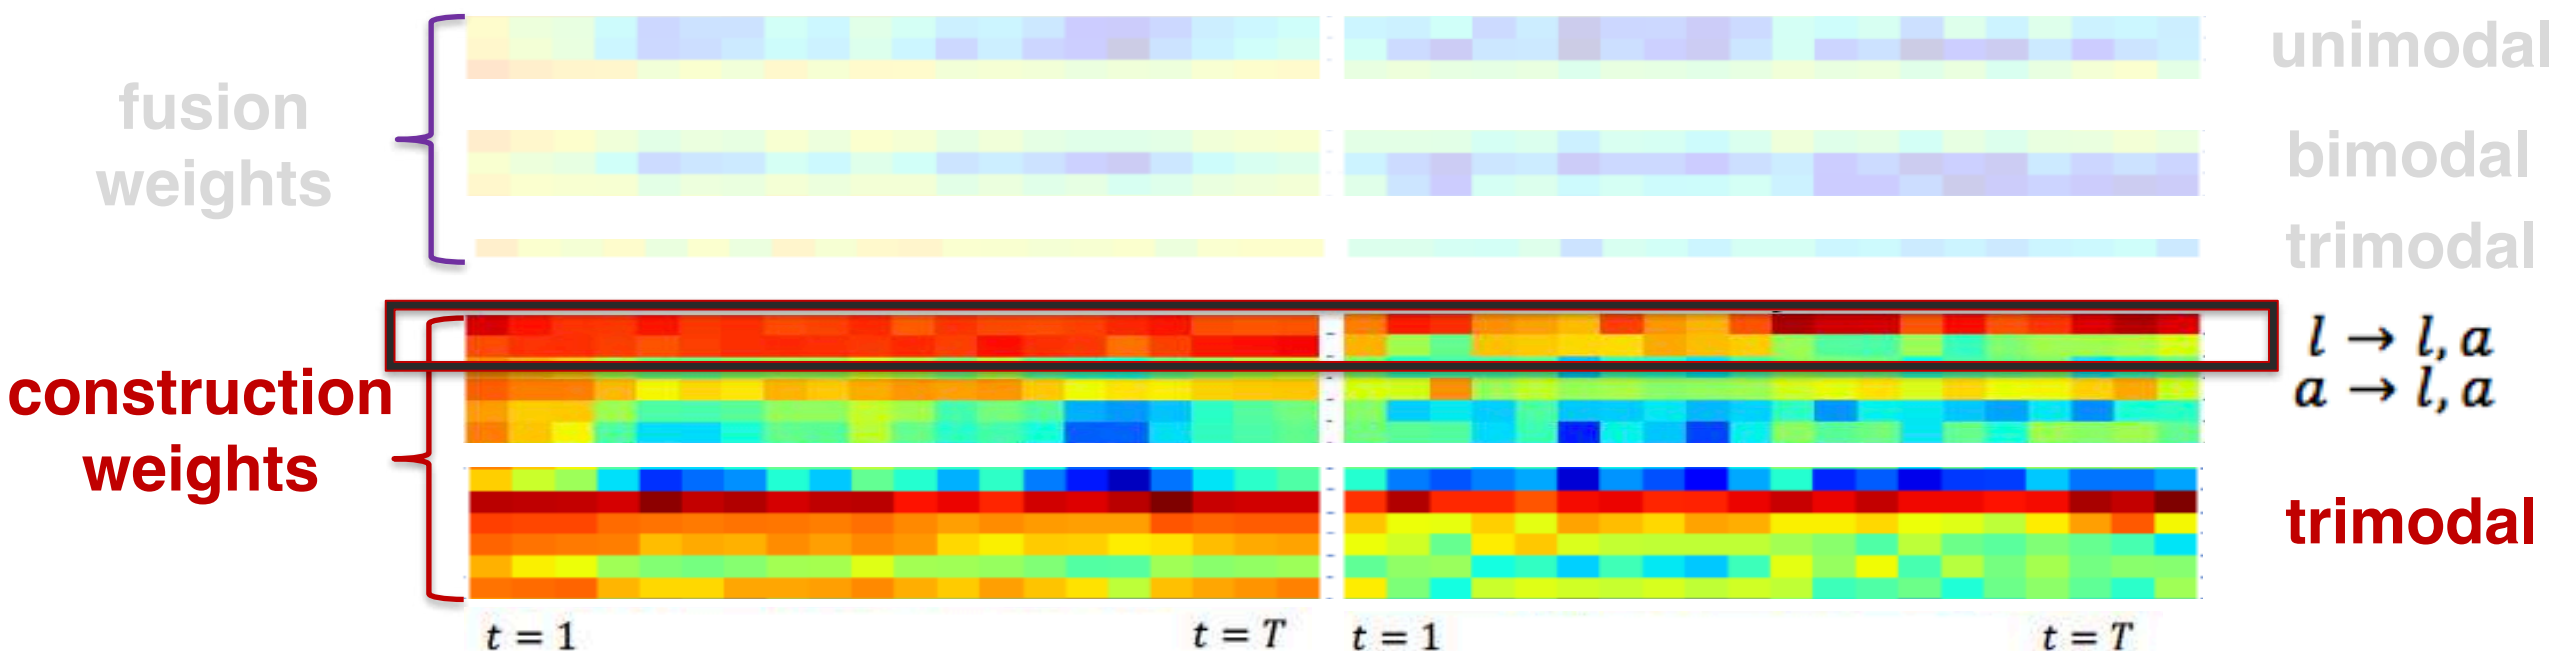 unimodal
fusion
weights
bimodal
trimodal
l → l, a
a → l, a
construction
weights
trimodal
t = 1
t = T
t = 1
t = T